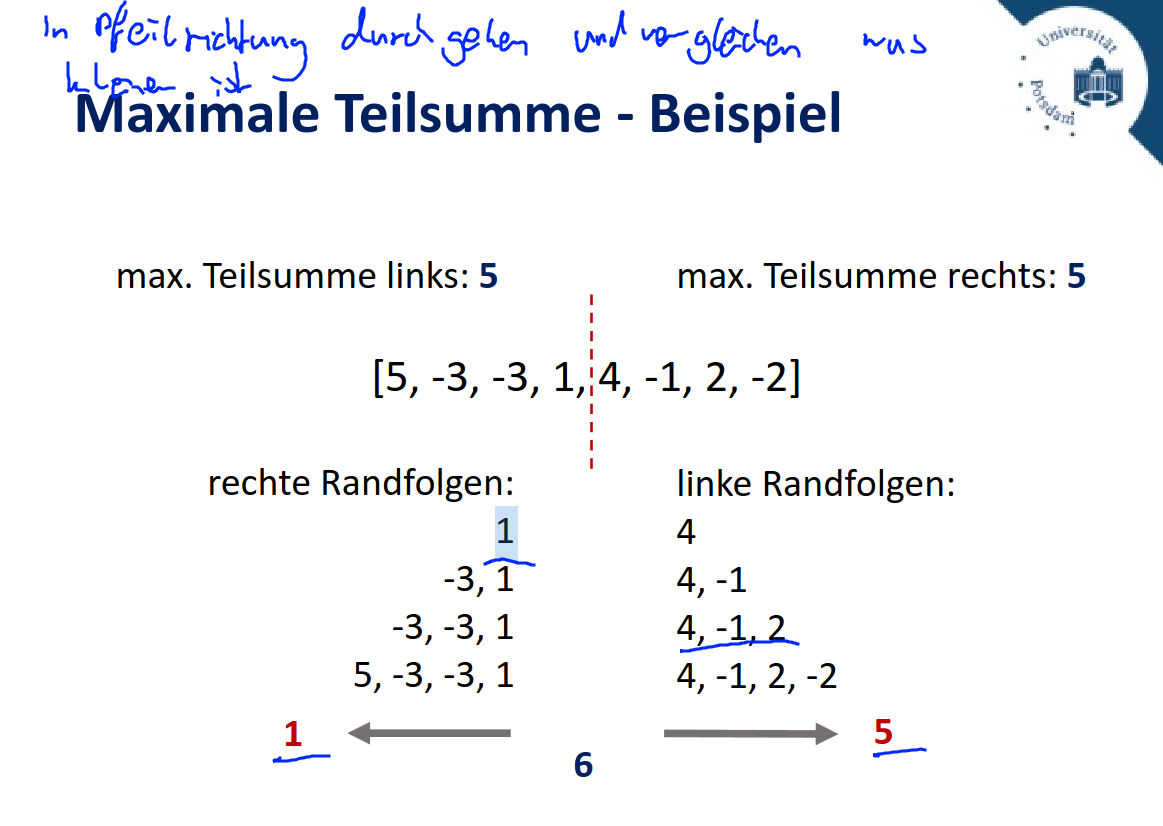 In Pfeilrichtung durch gehen und vergleichen was
kleiner ist
Maximale Teilsumme - Beispiel
Universität
Potsdam
max. Teilsumme links: 5
max. Teilsumme rechts: 5
[5, -3, -3, 1, 4, -1, 2, -2]
rechte Randfolgen:
1
-3, 1
-3, -3, 1
5, -3, -3, 1
1
linke Randfolgen:
4
4, -1
4, -1, 2
4, -1, 2, -2
5
6